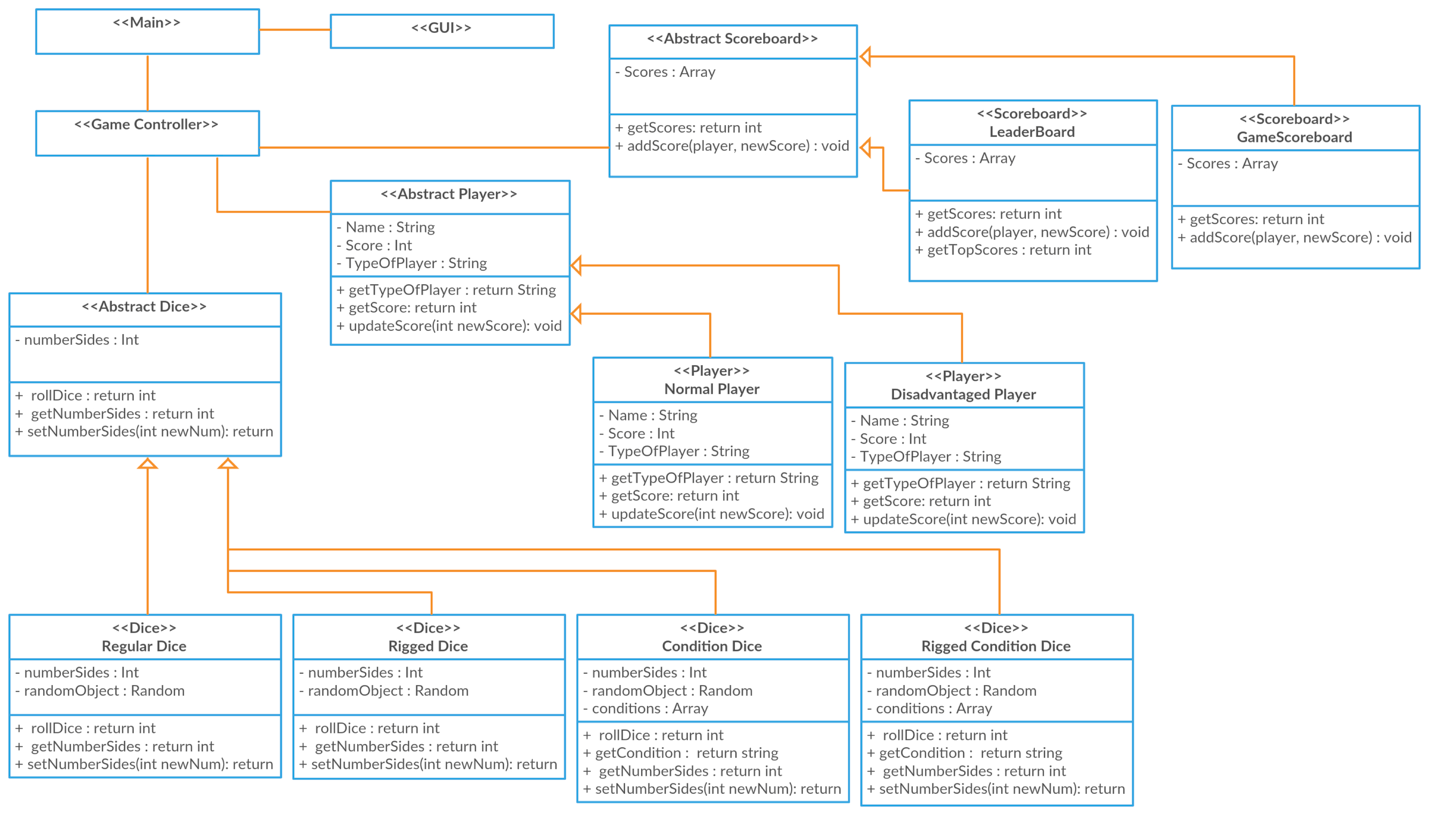 <<Main>>
<<GUI>>
<<Game Controller>>
<<Abstract Scoreboard>>
- Scores : Array
+ getScores: return int
+ addScore(player, newScore) : void
<<Scoreboard>>
LeaderBoard
- Scores : Array
+ getScores: return int
+ addScore(player, newScore) : void
+ getTopScores : return int
<<Scoreboard>>
GameScoreboard
- Scores : Array
+ getScores: return int
+ addScore(player, newScore) : void
<<Abstract Player>>
- Name : String
- Score : Int
- TypeOfPlayer : String
+ getTypeOfPlayer : return String
+ getScore: return int
+ updateScore(int newScore): void
<<Abstract Dice>>
- numberSides : Int
+ rollDice : return int
+ getNumberSides : return int
+ setNumberSides(int newNum): return
<<Player>>
Normal Player
- Name : String
- Score : Int
- TypeOfPlayer : String
+ getTypeOfPlayer : return String
+ getScore: return int
+ updateScore(int newScore): void
<<Player>>
Disadvantaged Player
- Name : String
- Score : Int
- TypeOfPlayer : String
+ getTypeOfPlayer : return String
+ getScore: return int
+ updateScore(int newScore): void
<<Dice>>
Regular Dice
- numberSides : Int
- randomObject : Random
+ rollDice : return int
+ getNumberSides : return int
+ setNumberSides(int newNum): return
<<Dice>>
Rigged Dice
- numberSides : Int
- randomObject : Random
+ rollDice : return int
+ getNumberSides : return int
+ setNumberSides(int newNum): return
<<Dice>>
Condition Dice
- numberSides : Int
- randomObject : Random
- conditions : Array
+ rollDice : return int
+ getCondition : return string
+ getNumberSides : return int
+ setNumberSides(int newNum): return
<<Dice>>
Rigged Condition Dice
- numberSides : Int
- randomObject : Random
- conditions : Array
+ rollDice : return int
+ getCondition : return string
+ getNumberSides : return int
+ setNumberSides(int newNum): return